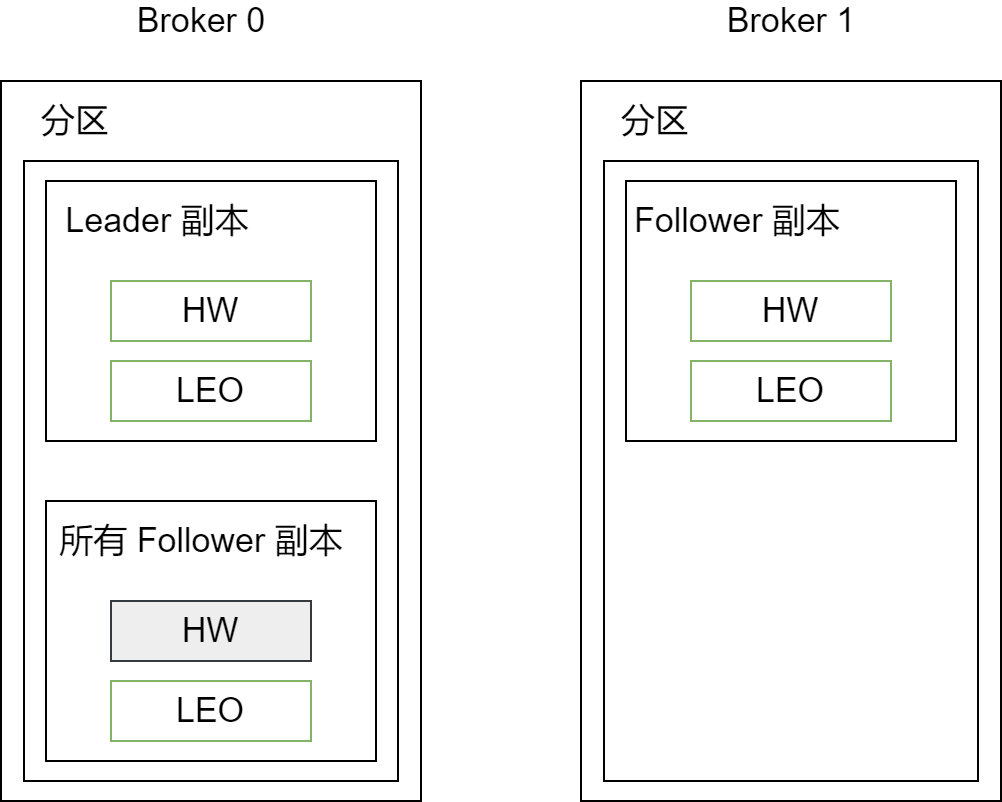 Broker 0
分区
Leader 副本
HW
LEO
所有 Follower 副本
HW
LEO
Broker 1
分区
Follower 副本
HW
LEO